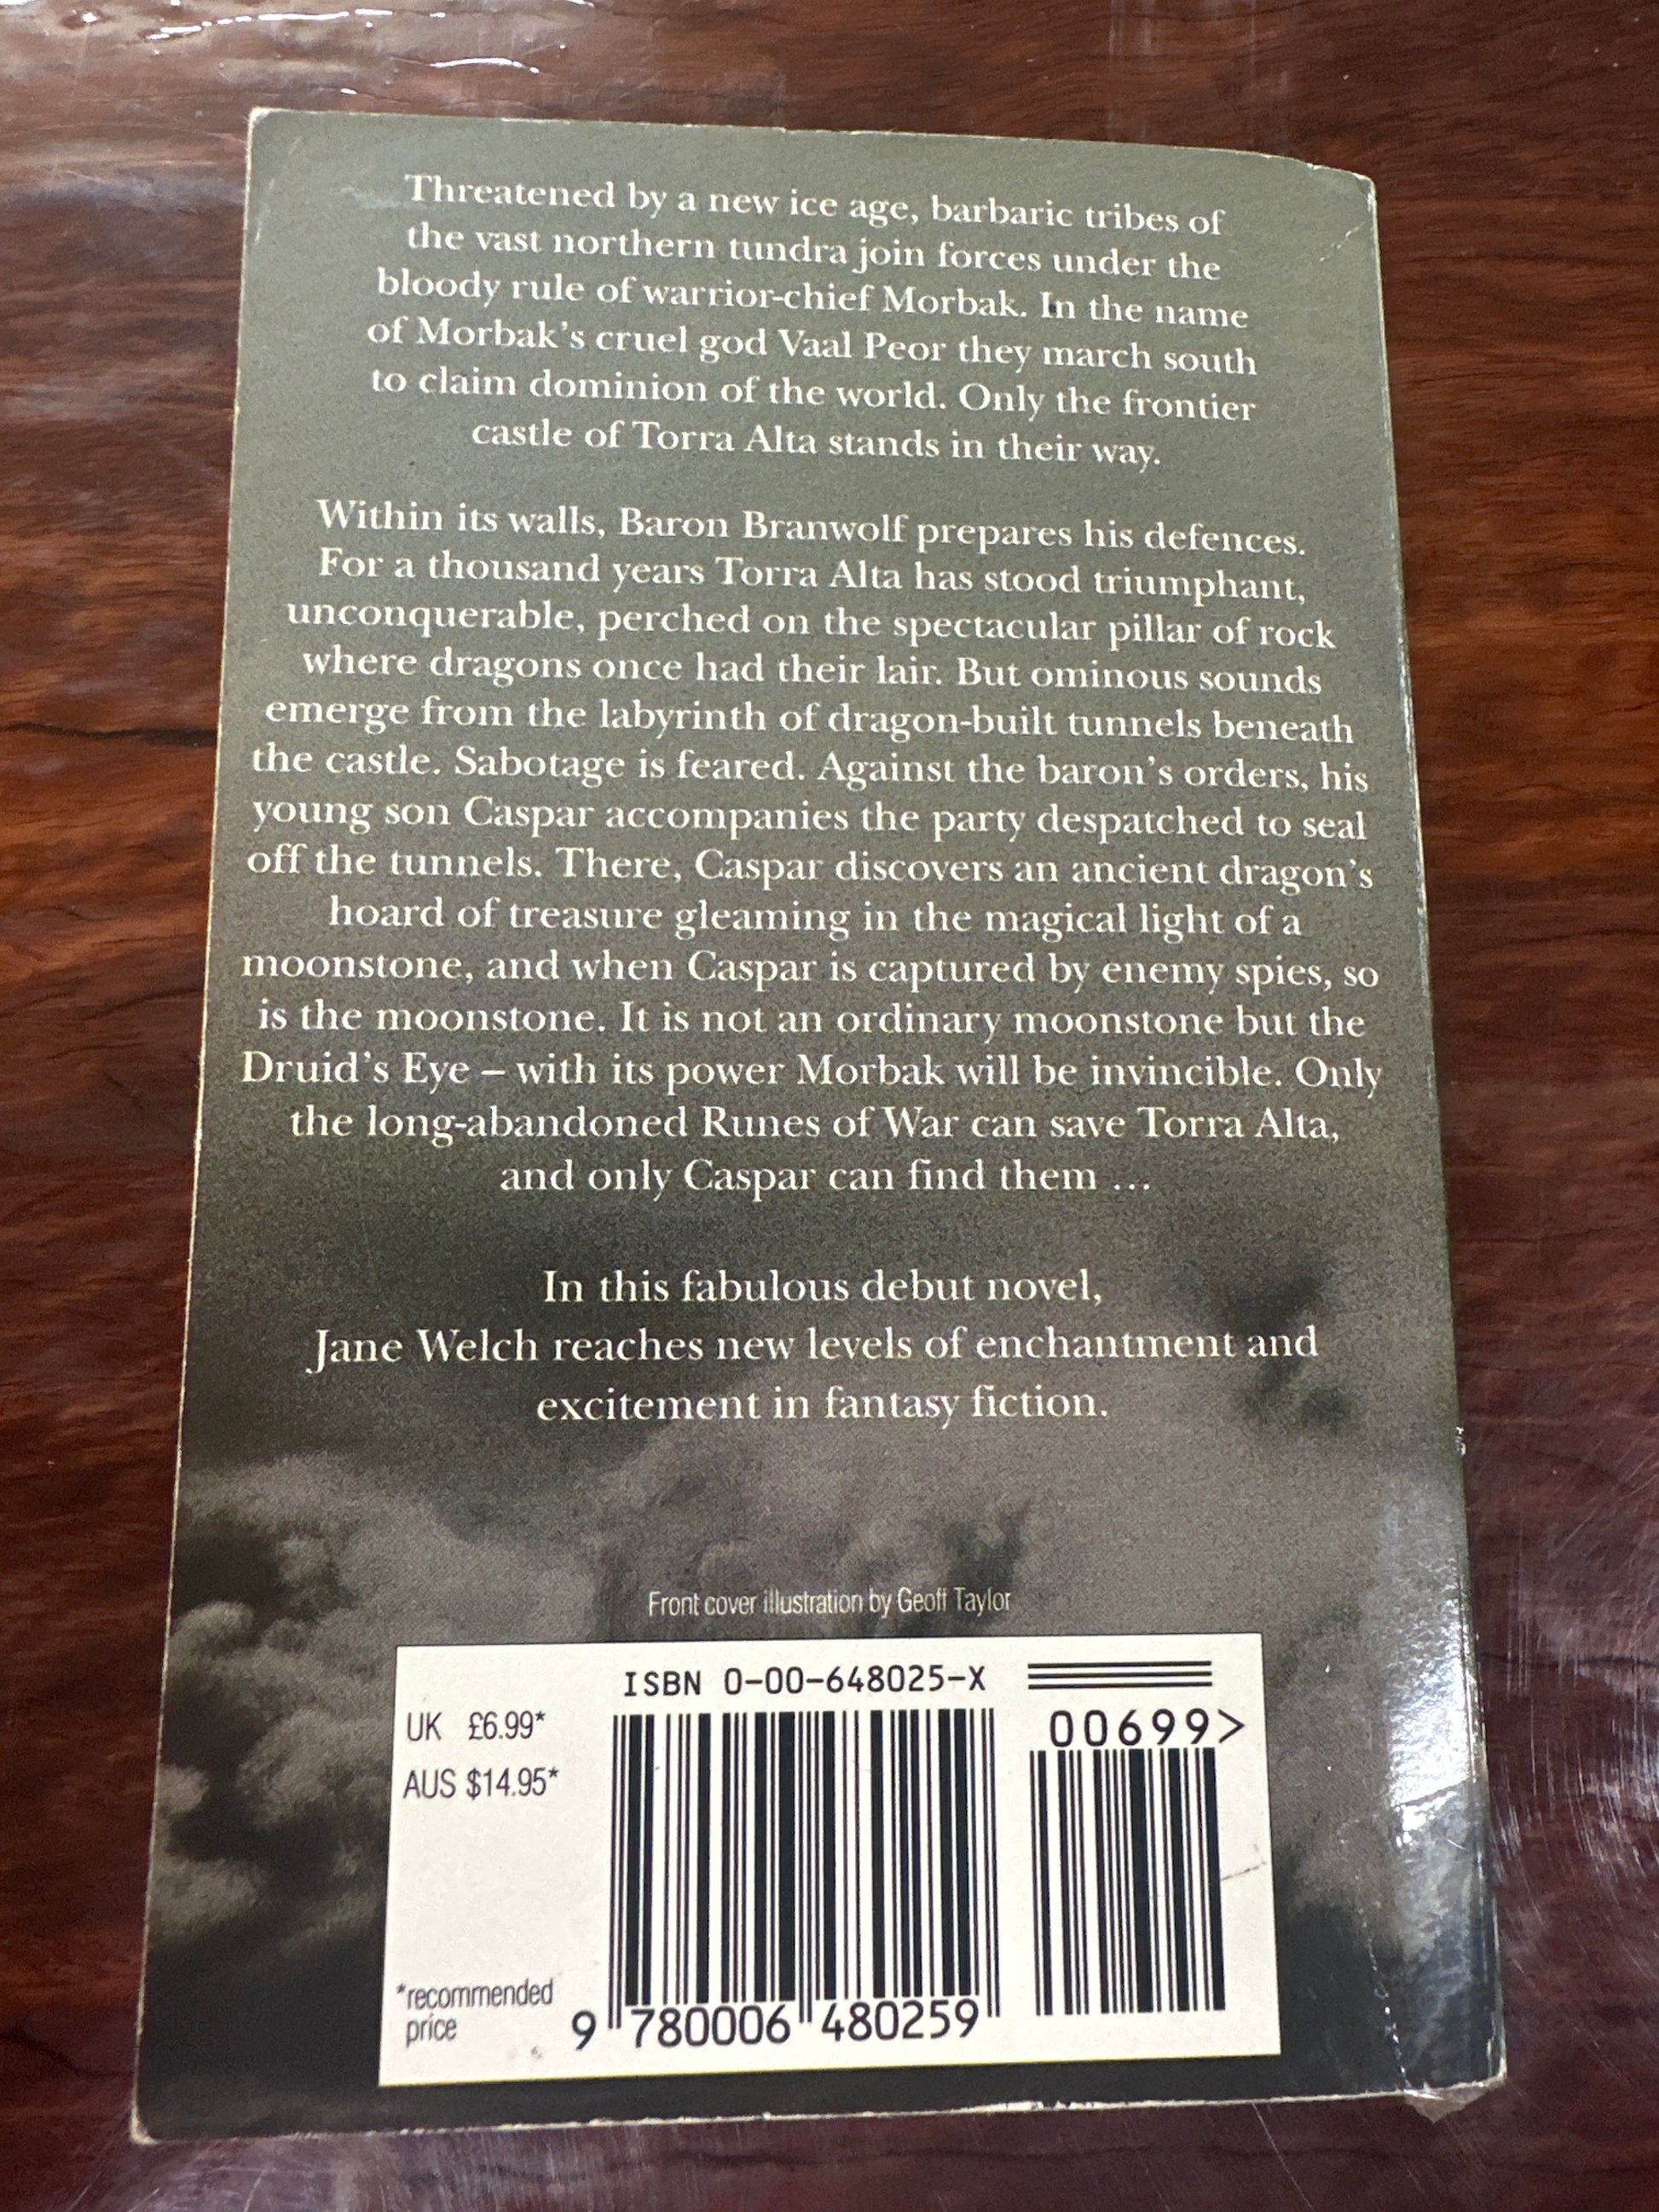 Threatened by a new ice age, barbaric tribes of
the vast northern tundra join forces under the
bloody rule of warrior-chief Morbak. In the name
of Morbak's cruel god Vaal Peor they march south
to claim dominion of the world. Only the frontier
castle of Torra Alta stands in their way.
Within its walls, Baron Branwolf prepares his defences.
For a thousand years Torra Alta has stood triumphant,
unconquerable, perched on the spectacular pillar of rock
where dragons once had their lair. But ominous sounds
emerge from the labyrinth of dragon-built tunnels beneath
the castle. Sabotage is feared. Against the baron's orders, his
young son Caspar accompanies the party despatched to seal
off the tunnels. There, Caspar discovers an ancient dragon's
hoard of treasure gleaming in the magical light of a
moonstone, and when Caspar is captured by enemy spies, so
is the moonstone. It is not an ordinary moonstone but the
Druid's Eye – with its power Morbak will be invincible. Only
the long-abandoned Runes of War can save Torra Alta,
and only Caspar can find them ...
In this fabulous debut novel,
Jane Welch reaches new levels of enchantment and
excitement in fantasy fiction.
Front cover illustration by Geoff Taylor
ISBN 0-00-648025-X
UK £6.99*
00699>
AUS $14.95*
*recommended
price
9 780006 480259